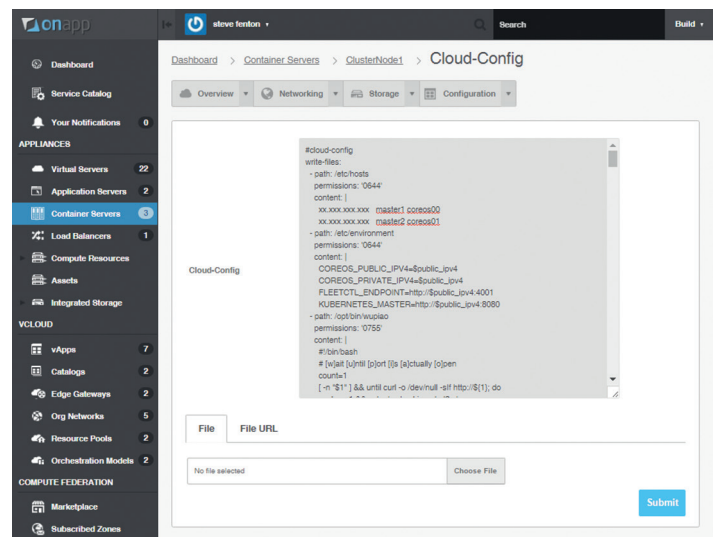 onapp
steve fenton
Search
Build
Dashboard
Service Catalog
Your Notifications 0
APPLIANCES
Virtual Servers 22
Application Servers 2
Container Servers 3
Load Balancers 1
Compute Resources
Assets
Integrated Storage
VCLOUD
vApps 7
Catalogs 2
Edge Gateways 2
Org Networks 5
Resource Pools 2
Orchestration Models 2
COMPUTE FEDERATION
Marketplace
Subscribed Zones
Dashboard > Container Servers > ClusterNode1 > Cloud-Config
Overview Networking Storage Configuration
Cloud-Config
#cloud-config
write-files:
- path: /etc/hosts
permissions: '0644'
content: |
xx.xxx.xxx.xxx master1 coreos00
xx.xxx.xxx.xxx master2 coreos01
- path: /etc/environment
permissions: '0644'
content: |
COREOS_PUBLIC_IPV4=$public_ipv4
COREOS_PRIVATE_IPV4=$public_ipv4
FLEETCTL_ENDPOINT=http://$public_ipv4:4001
KUBERNETES_MASTER=http://$public_ipv4:8080
- path: /opt/bin/wupiao
permissions: '0755'
content: |
#!/bin/bash
# [w]ait [u]ntil [p]ort [i]s [a]ctually [o]pen
count=1
[ -n "$1" ] && until curl -o /dev/null -sIf http://${1}; do
File File URL
No file selected Choose File
Submit